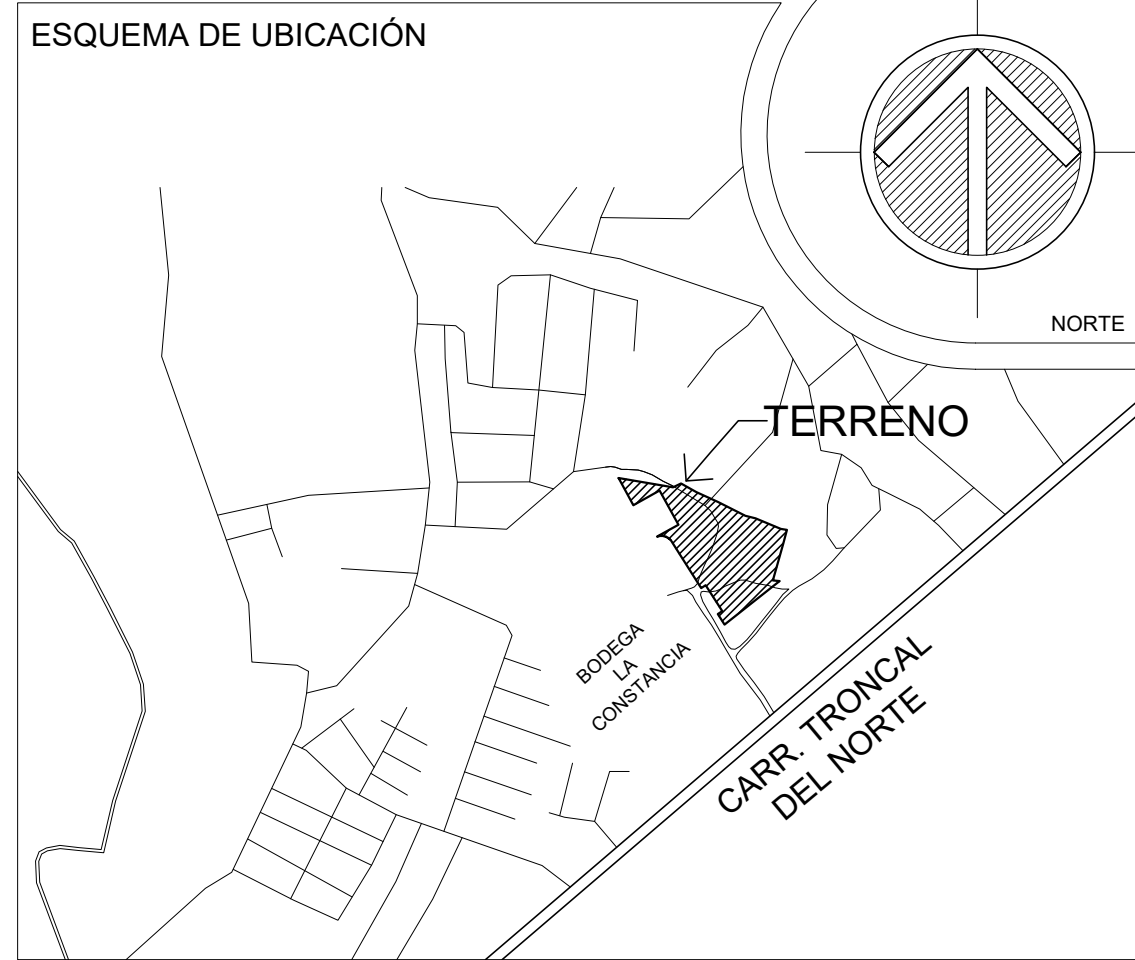 ESQUEMA DE UBICACIÓN
NORTE
TERRENO
BODEGA
LA
CONSTANCIA
CARR. TRONCAL
DEL NORTE